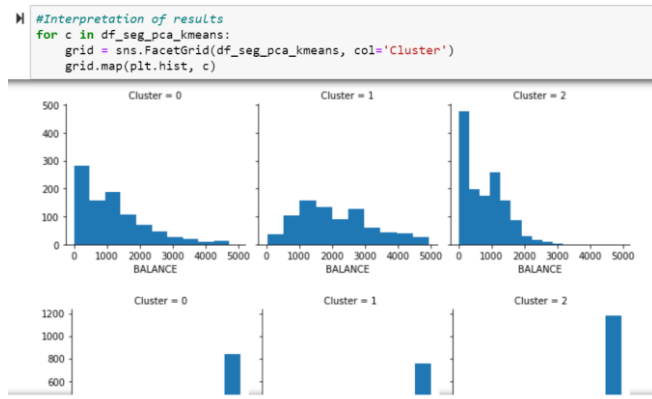 #Interpretation of results
for c in df_seg_pca_kmeans:
    grid = sns.FacetGrid(df_seg_pca_kmeans, col='Cluster')
    grid.map(plt.hist, c)
Cluster = 0 Cluster = 1 Cluster = 2
500
400
300
200
100
0
0 1000 2000 3000 4000 5000 0 1000 2000 3000 4000 5000 0 1000 2000 3000 4000 5000
BALANCE BALANCE BALANCE
Cluster = 0 Cluster = 1 Cluster = 2
1200
1000
800
600